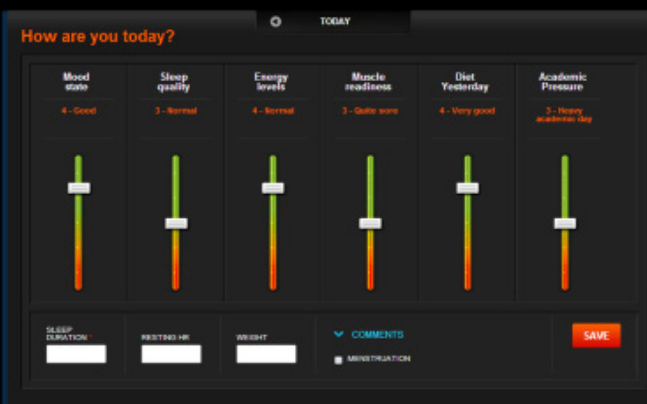 TODAY
How are you today?
Mood
state
Sleep
quality
Energy
levels
Muscle
readiness
Diet
Yesterday
Academic
Pressure
4 - Good
3 - Normal
4 - Normal
3 - Quite sore
4 - Very good
3 - Heavy
academic day
SLEEP
DURATION *
RESTING HR
WEIGHT
COMMENTS
MENSTRUATION
SAVE